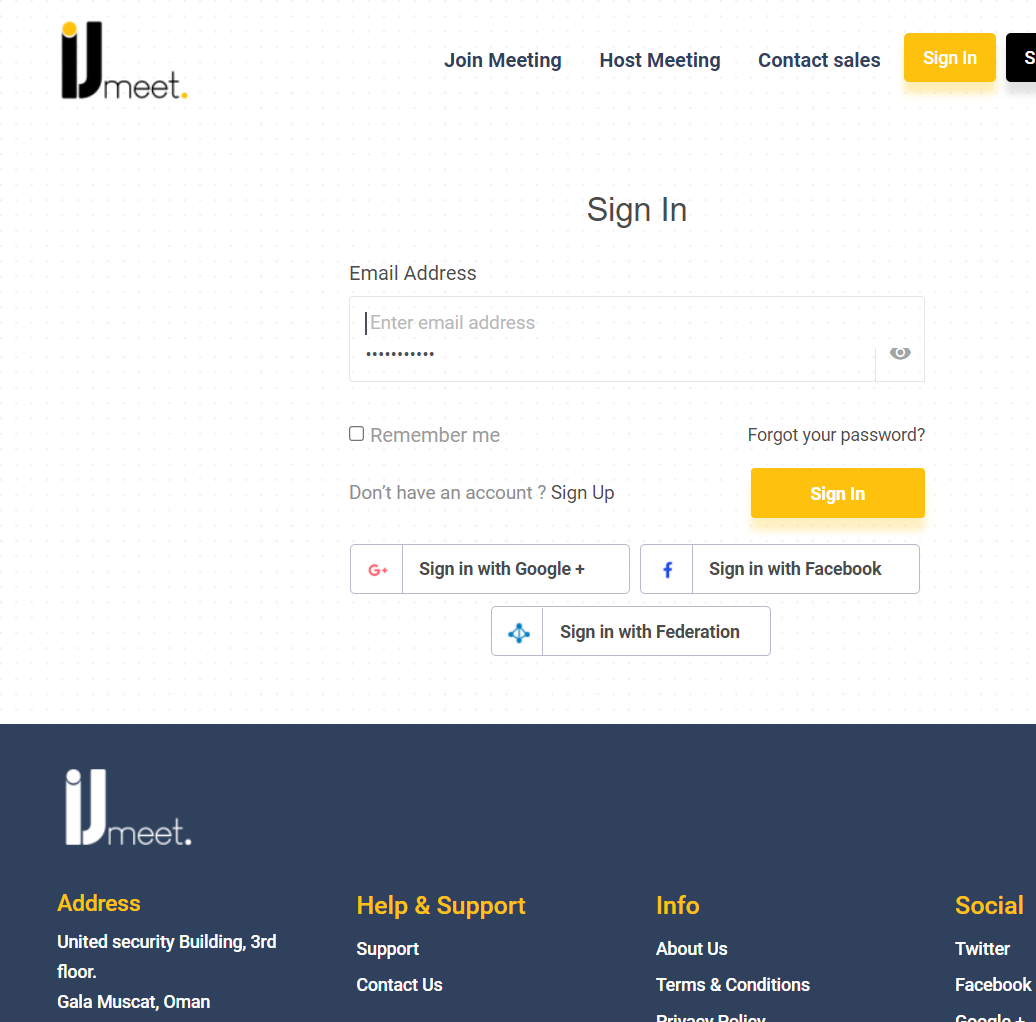 IJmeet.
Join Meeting
Host Meeting
Contact sales
Sign In
S
Sign In
Email Address
Enter email address
•••••••••••
Remember me
Forgot your password?
Don’t have an account ? Sign Up
Sign In
G+ Sign in with Google +
f Sign in with Facebook
Sign in with Federation
IJmeet.
Address
United security Building, 3rd
floor.
Gala Muscat, Oman
Help & Support
Support
Contact Us
Info
About Us
Terms & Conditions
Privacy Policy
Social
Twitter
Facebook
Google +